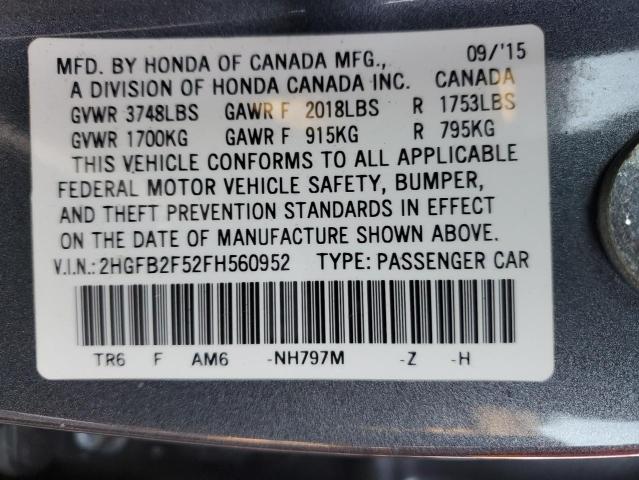 MFD. BY HONDA OF CANADA MFG., 09/'15
A DIVISION OF HONDA CANADA INC. CANADA
GVWR 3748LBS GAWR F 2018LBS R 1753LBS
GVWR 1700KG GAWR F 915KG R 795KG
THIS VEHICLE CONFORMS TO ALL APPLICABLE
FEDERAL MOTOR VEHICLE SAFETY, BUMPER,
AND THEFT PREVENTION STANDARDS IN EFFECT
ON THE DATE OF MANUFACTURE SHOWN ABOVE.
V.I.N.: 2HGFB2F52FH560952 TYPE: PASSENGER CAR
TR6 F AM6 -NH797M -Z -H